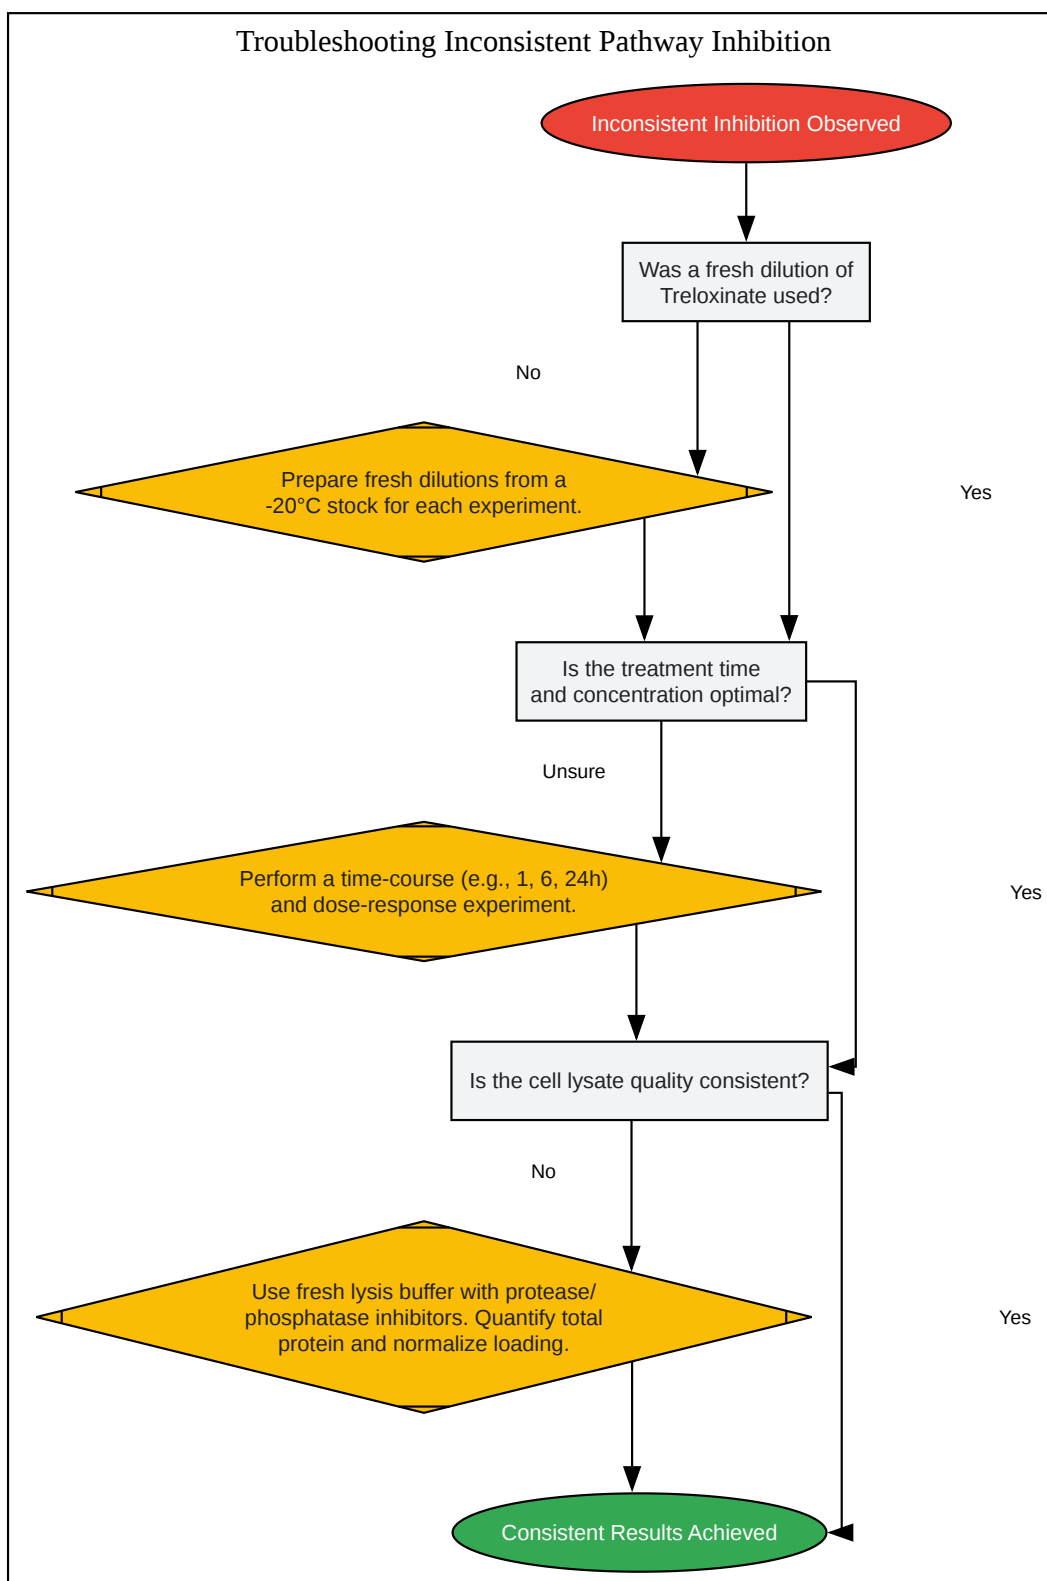 Troubleshooting Inconsistent Pathway Inhibition
Inconsistent Inhibition Observed
Was a fresh dilution of
Treloxinate used?
No
Prepare fresh dilutions from a
-20°C stock for each experiment.
Yes
Is the treatment time
and concentration optimal?
Unsure
Perform a time-course (e.g., 1, 6, 24h)
and dose-response experiment.
Yes
Is the cell lysate quality consistent?
No
Use fresh lysis buffer with protease/
phosphatase inhibitors. Quantify total
protein and normalize loading.
Yes
Consistent Results Achieved